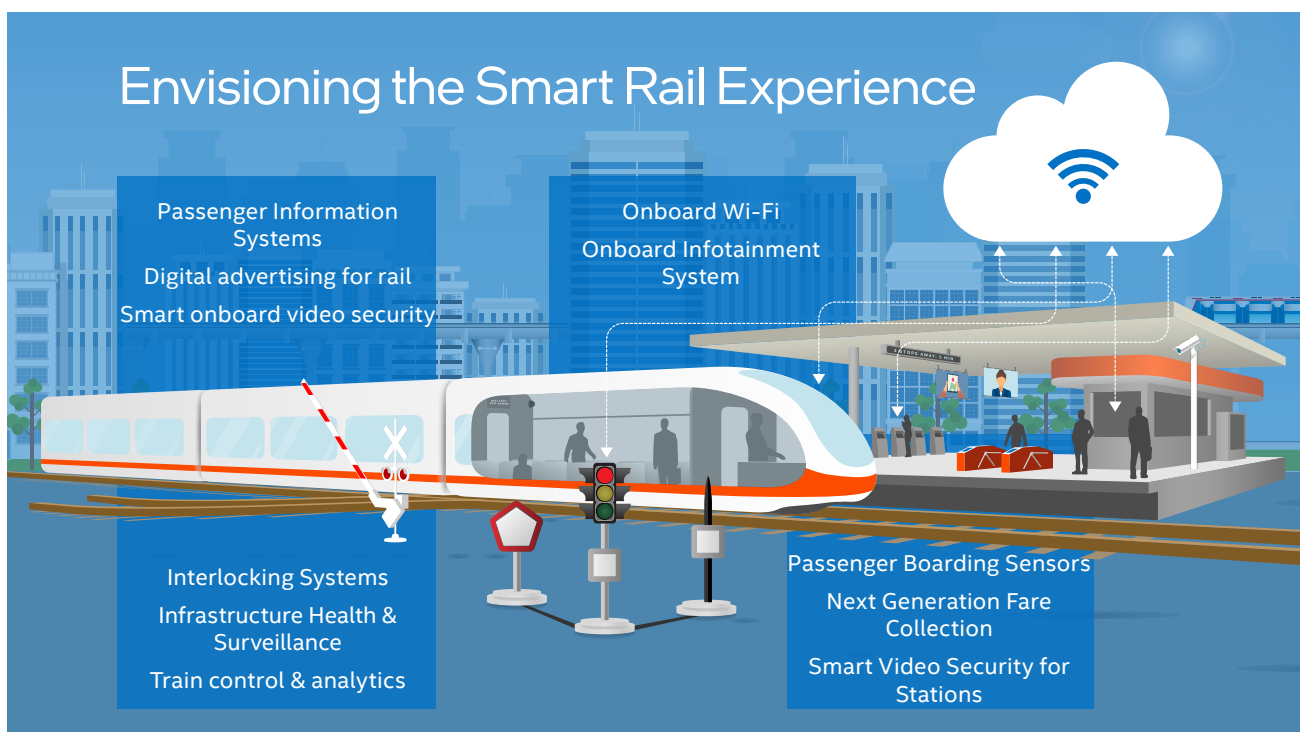 Envisioning the Smart Rail Experience
Passenger Information
Systems
Digital advertising for rail
Smart onboard video security
Onboard Wi-Fi
Onboard Infotainment
System
Interlocking Systems
Infrastructure Health &
Surveillance
Train control & analytics
Passenger Boarding Sensors
Next Generation Fare
Collection
Smart Video Security for
Stations